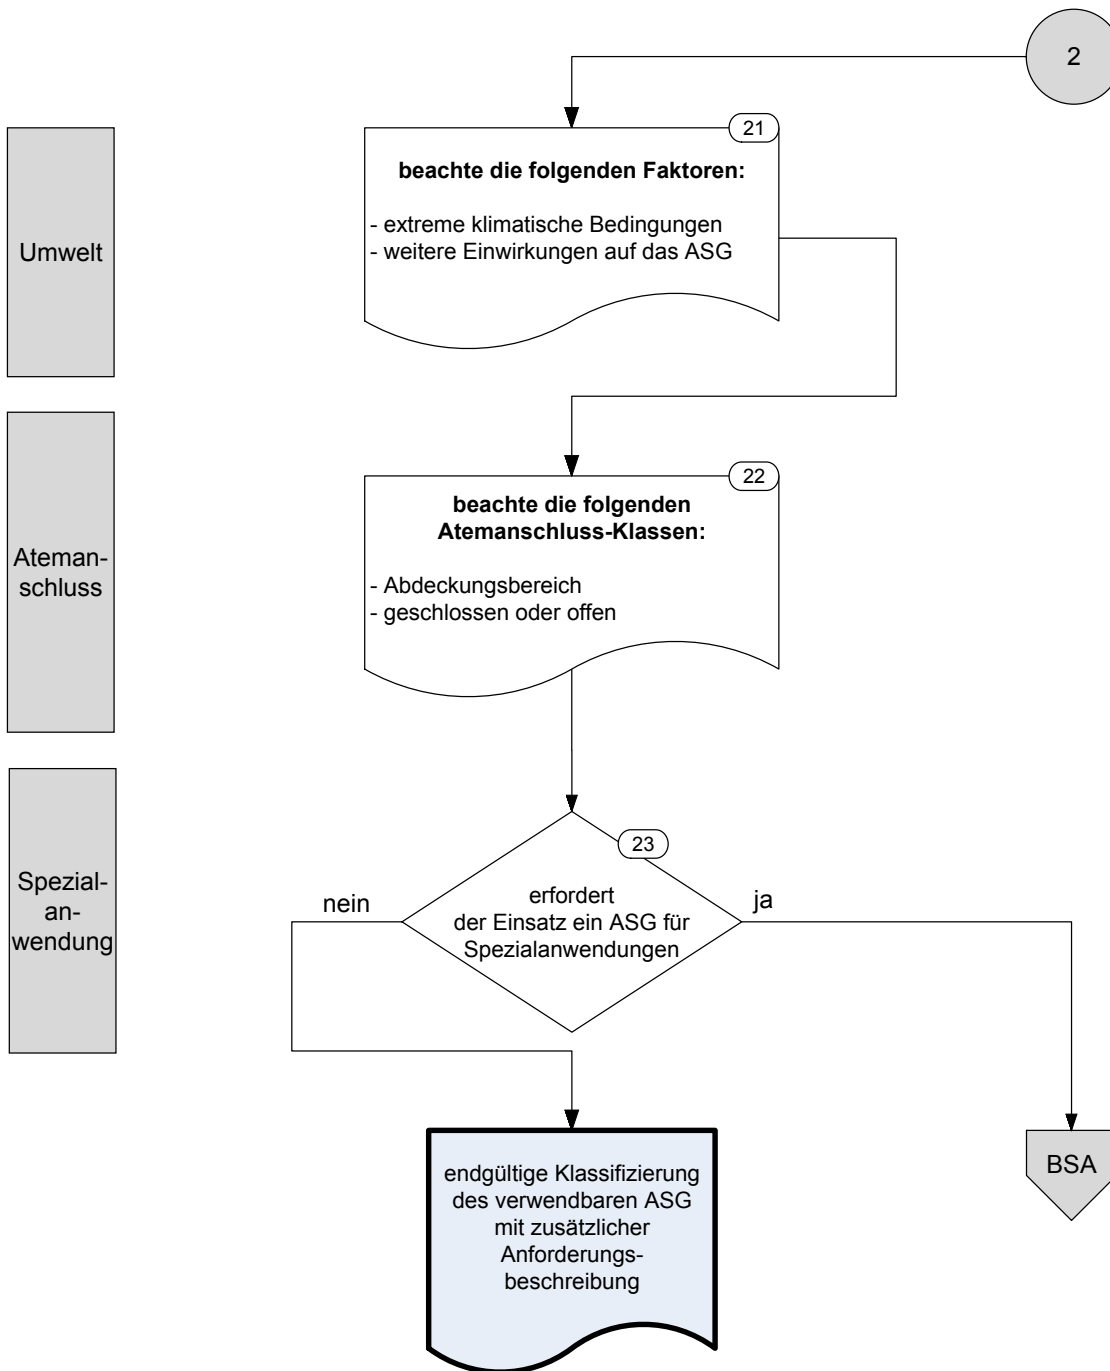 2
21
beachte die folgenden Faktoren:
- extreme klimatische Bedingungen
- weitere Einwirkungen auf das ASG
Umwelt
22
beachte die folgenden
Atemanschluss-Klassen:
- Abdeckungsbereich
- geschlossen oder offen
Ateman-
schluss
23
erfordert
der Einsatz ein ASG für
Spezialanwendungen
nein
ja
Spezial-
an-
wendung
endgültige Klassifizierung
des verwendbaren ASG
mit zusätzlicher
Anforderungs-
beschreibung
BSA